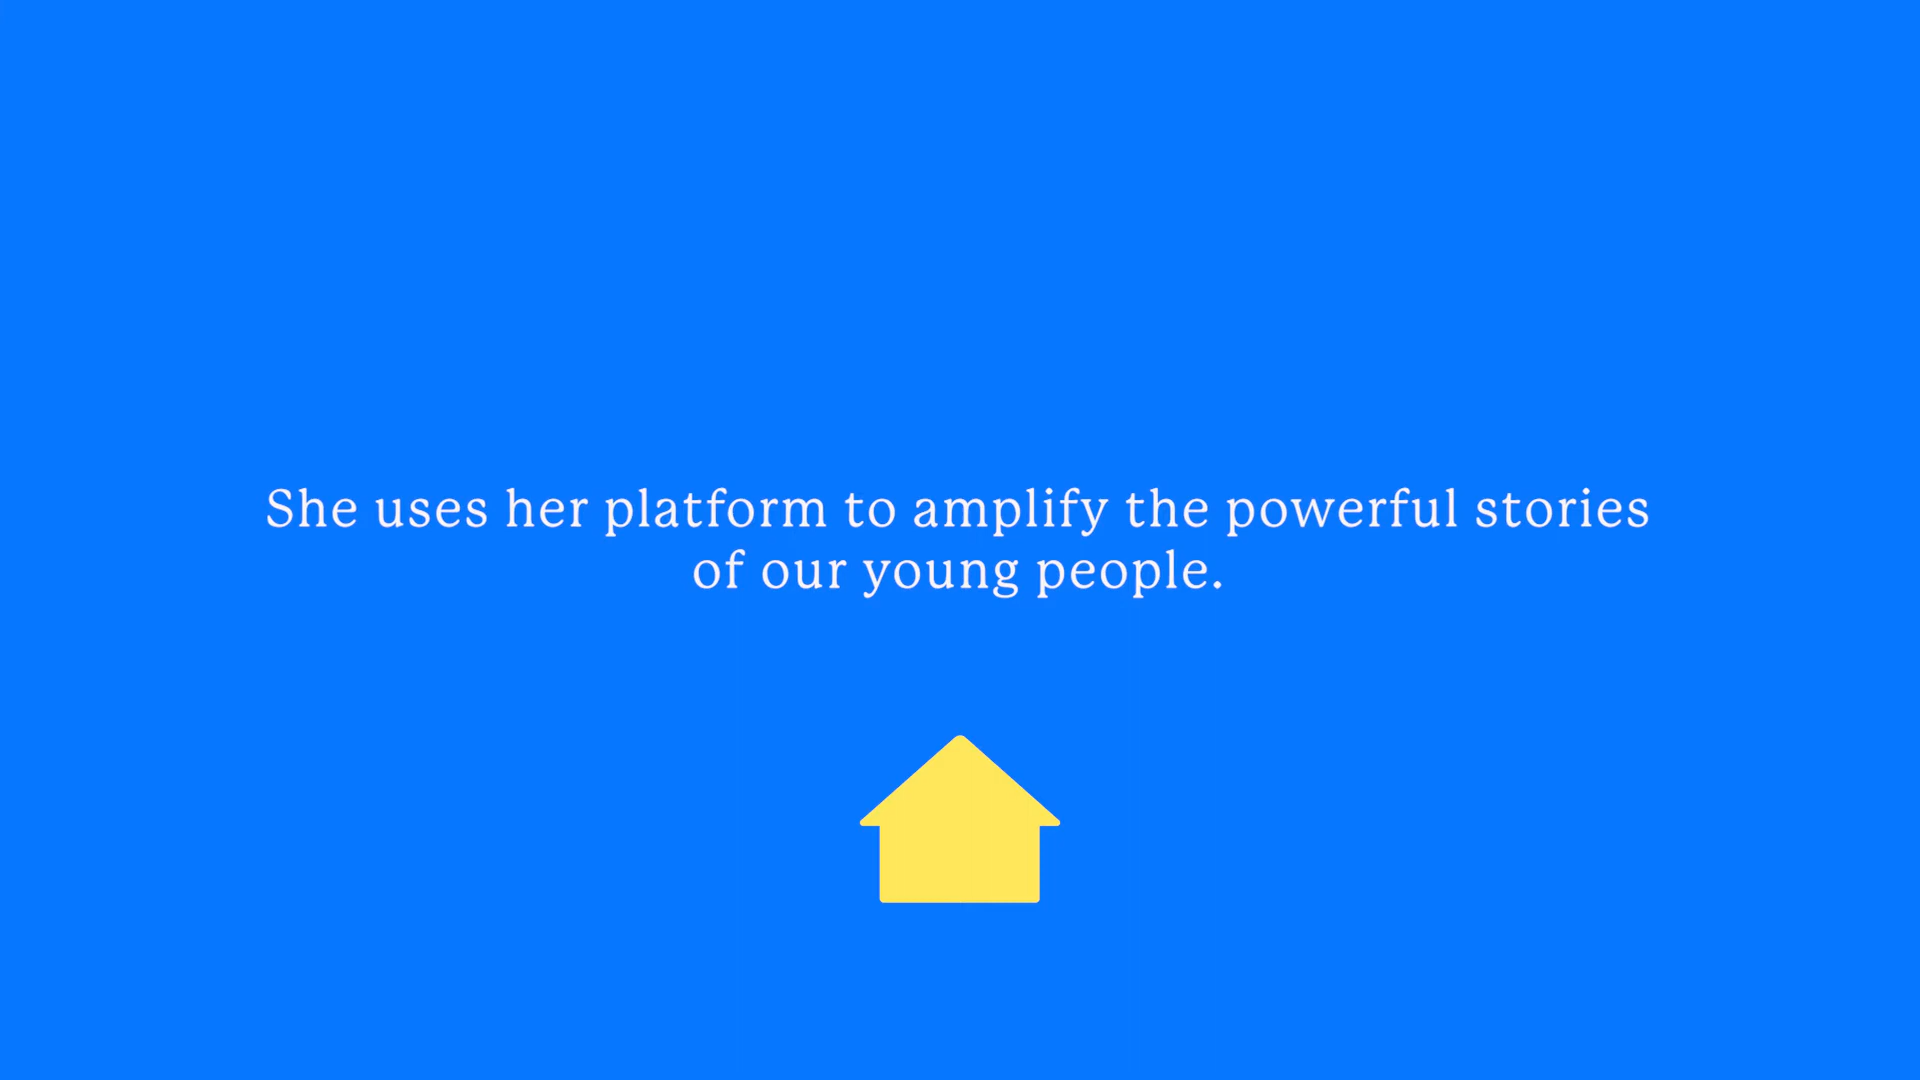 She uses her platform to amplify the powerful stories
of our young people.